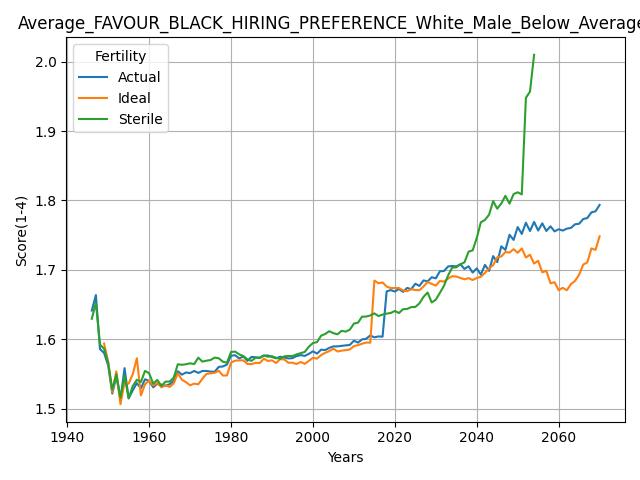 Average_FAVOUR_BLACK_HIRING_PREFERENCE_White_Male_Below_Average
Fertility
Actual
Ideal
Sterile
Score(1-4)
2.0
1.9
1.8
1.7
1.6
1.5
1940
1960
1980
2000
2020
2040
2060
Years